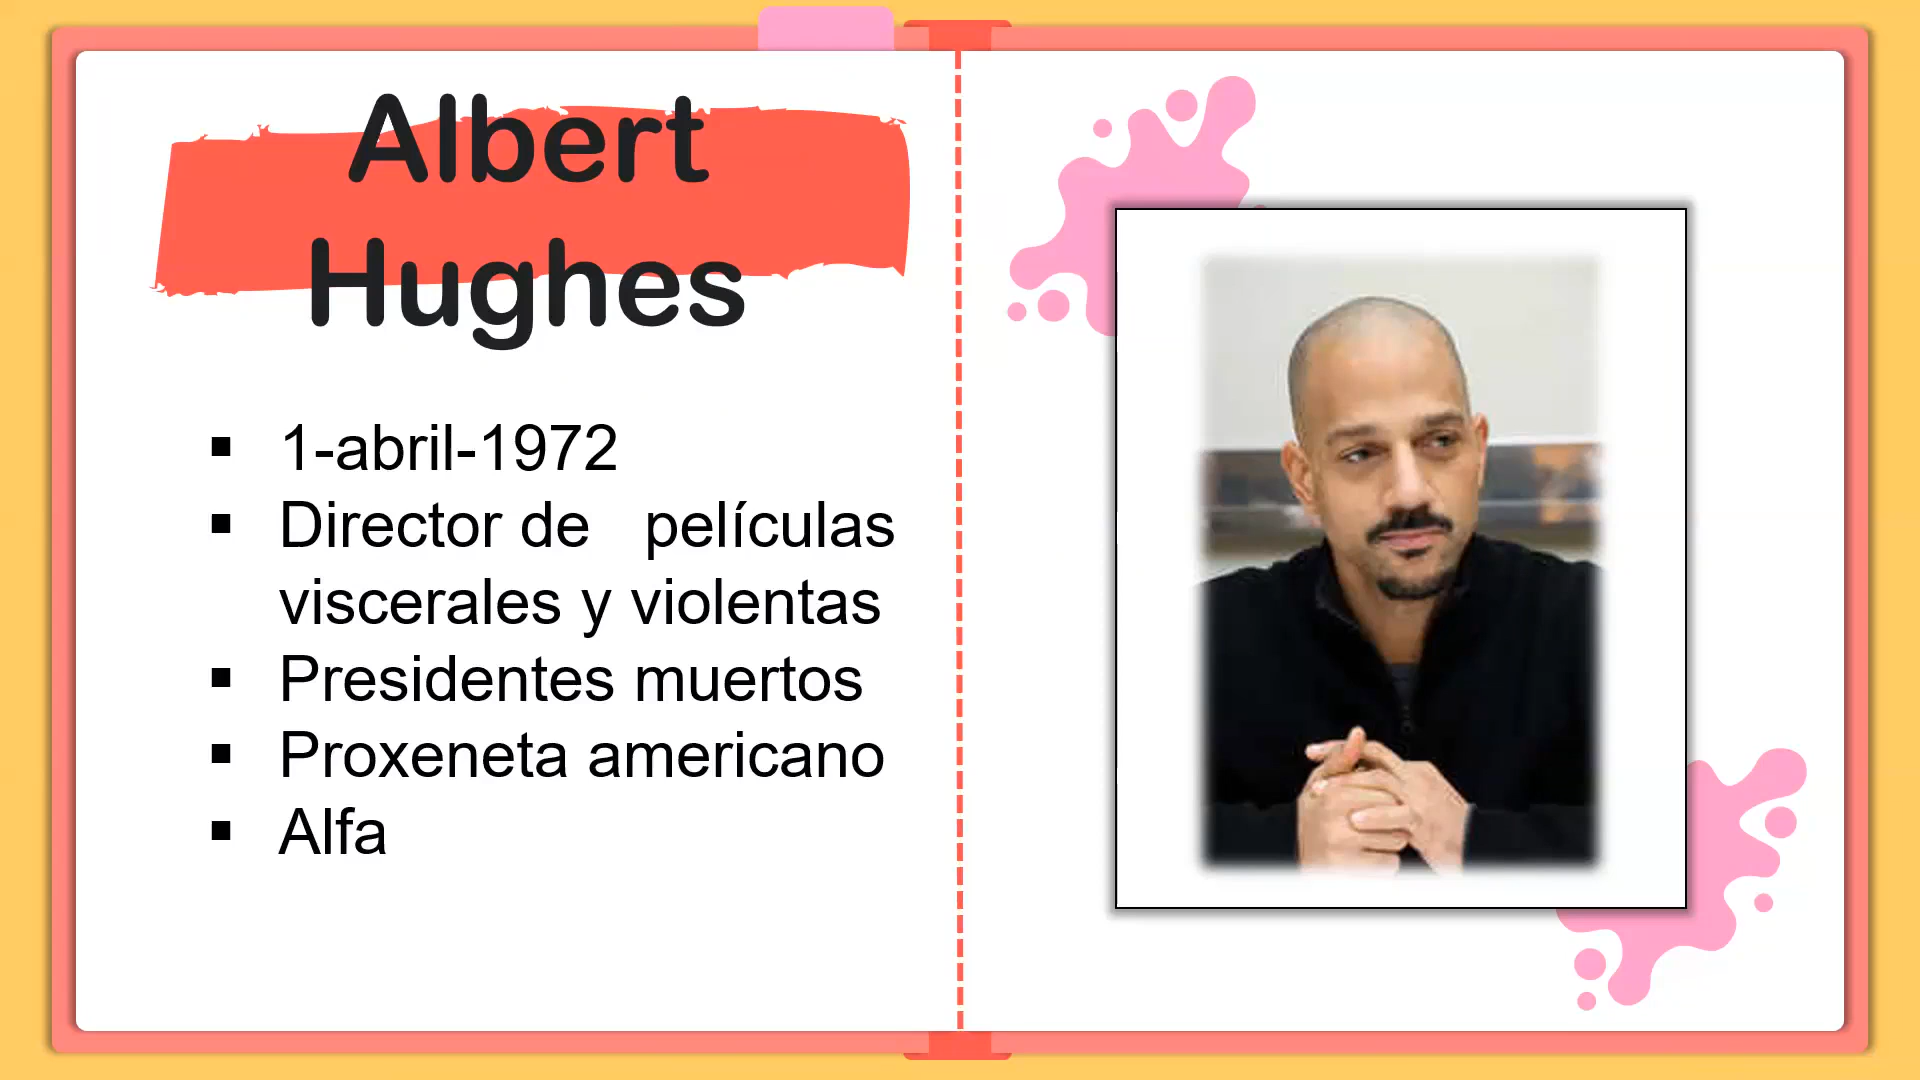 Albert
Hughes
▪ 1-abril-1972
▪ Director de películas
viscerales y violentas
▪ Presidentes muertos
▪ Proxeneta americano
▪ Alfa